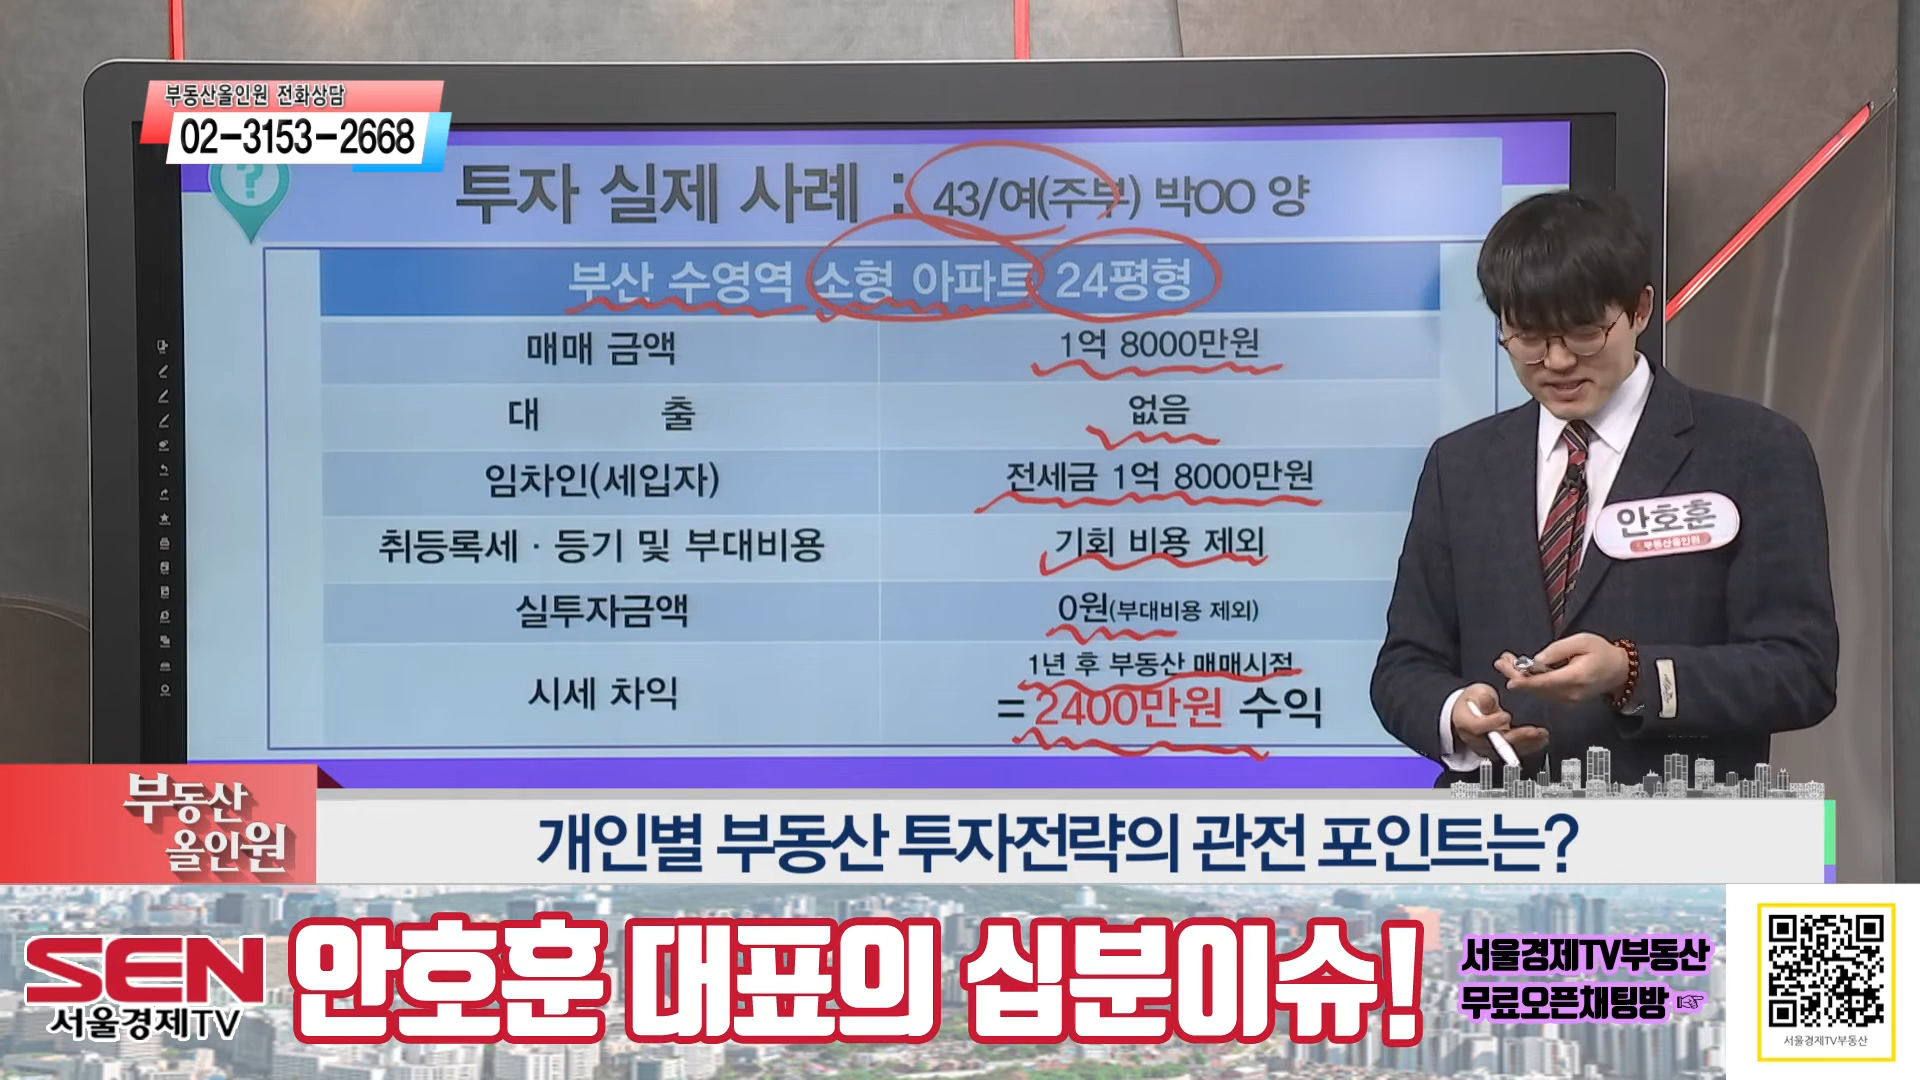 부동산올인원 전화상담
02-3153-2668
?
투자 실제 사례 : 43/여(주부) 박OO 양
부산 수영역 소형 아파트 24평형
매매 금액 1억 8000만원
대 출 없음
임차인(세입자) 전세금 1억 8000만원
취등록세 · 등기 및 부대비용 기회 비용 제외
실투자금액 0원(부대비용 제외)
시세 차익 1년 후 부동산 매매시점
=2400만원 수익
안호훈
부동산올인원
부동산
올인원
개인별 부동산 투자전략의 관전 포인트는?
SEN
서울경제TV
안호훈 대표의 십분이슈!
서울경제TV부동산
무료오픈채팅방 ☞
서울경제TV부동산